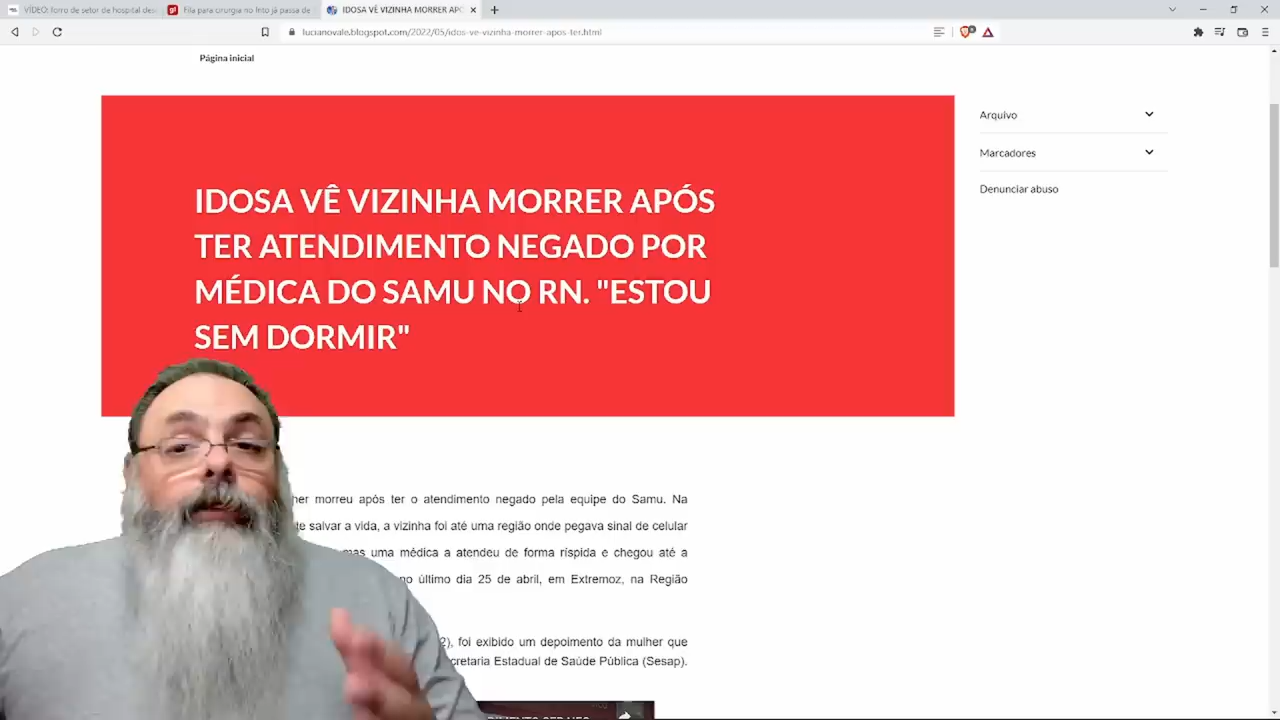 VÍDEO: forro de setor de hospital des
Fila para cirurgia no Into já passa de
IDOSA VÊ VIZINHA MORRER APÓ
lucianovale.blogspot.com/2022/05/idos-ve-vizinha-morrer-apos-ter.html
Página inicial
Arquivo
Marcadores
Denunciar abuso
IDOSA VÊ VIZINHA MORRER APÓS
TER ATENDIMENTO NEGADO POR
MÉDICA DO SAMU NO RN. "ESTOU
SEM DORMIR"
her morreu após ter o atendimento negado pela equipe do Samu. Na
te salvar a vida, a vizinha foi até uma região onde pegava sinal de celular
mas uma médica a atendeu de forma ríspida e chegou até a
no último dia 25 de abril, em Extremoz, na Região
2), foi exibido um depoimento da mulher que
cretaria Estadual de Saúde Pública (Sesap).